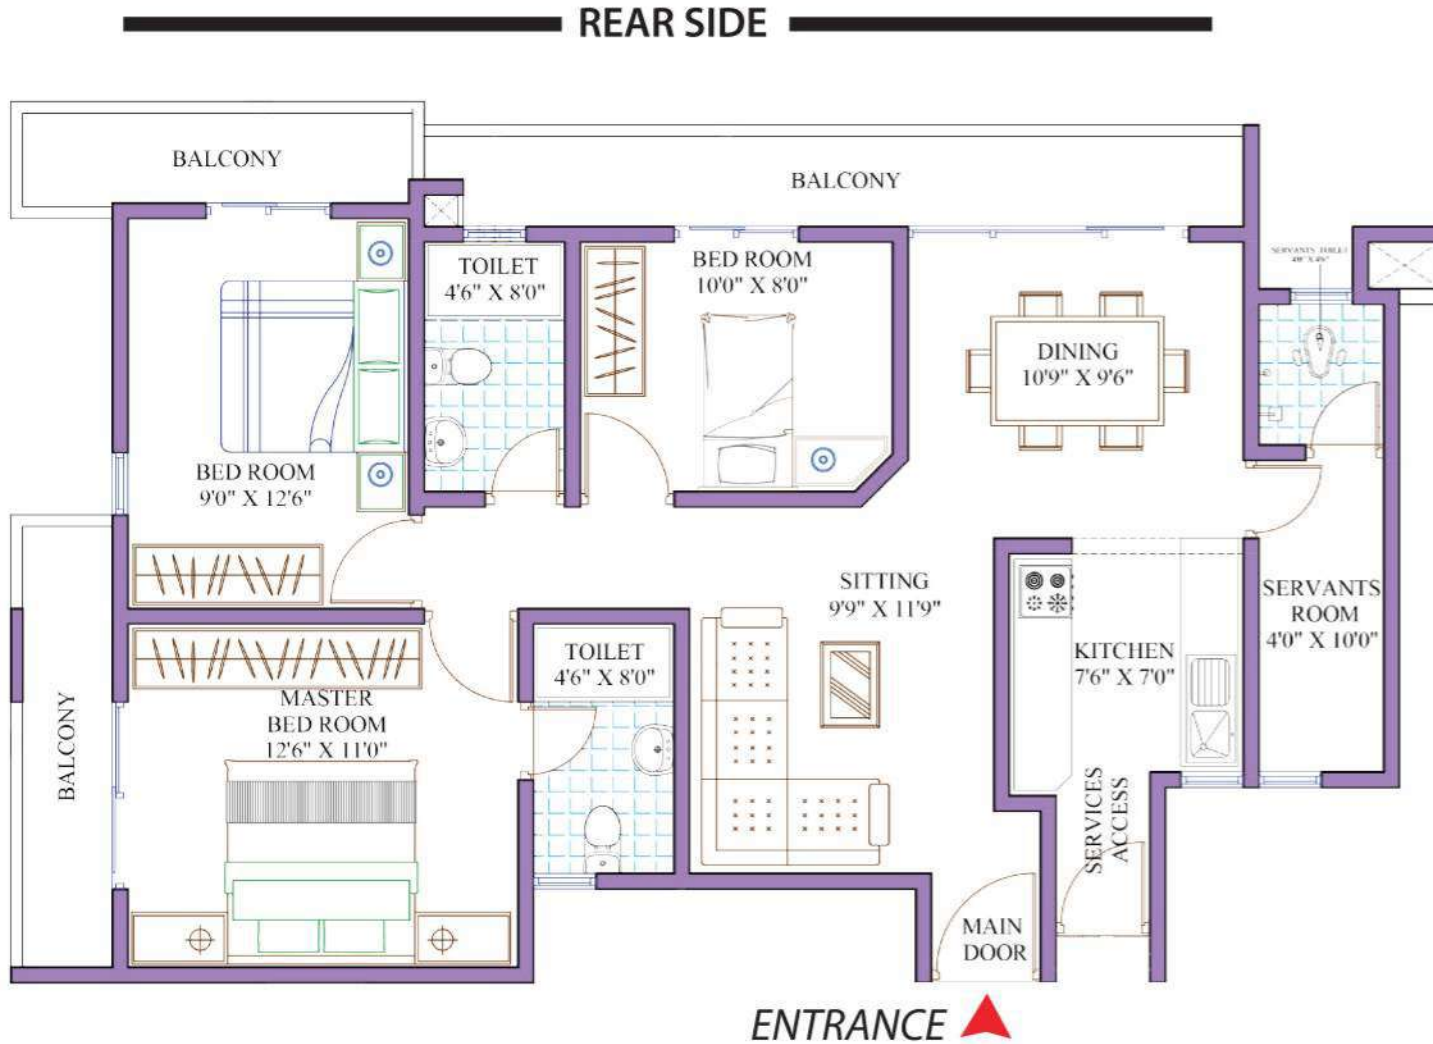 REAR SIDE
BALCONY
BALCONY
TOILET
4'6" X 8'0"
BED ROOM
10'0" X 8'0"
SERVANTS TOILET
DINING
10'9" X 9'6"
BED ROOM
9'0" X 12'6"
SITTING
9'9" X 11'9"
SERVANTS
ROOM
4'0" X 10'0"
KITCHEN
7'6" X 7'0"
TOILET
4'6" X 8'0"
MASTER
BED ROOM
12'6" X 11'0"
BALCONY
SERVICES
ACCESS
MAIN
DOOR
ENTRANCE